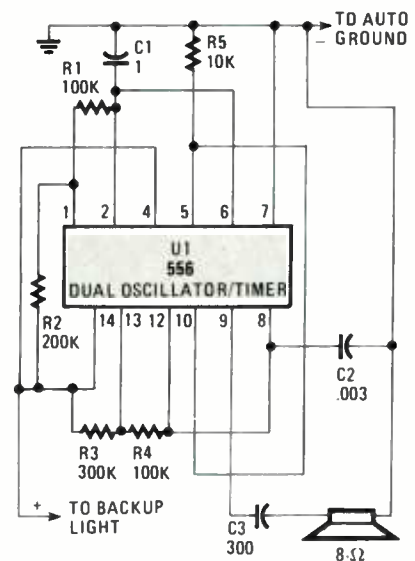 TO AUTO
GROUND
−
C1
1
R5
10K
R1
100K
1 2 4 5 6 7
U1
556
DUAL OSCILLATOR/TIMER
14 13 12 10 9 8
R2
200K
C2
.003
R3
300K
R4
100K
+
TO BACKUP
LIGHT
C3
300
8-Ω